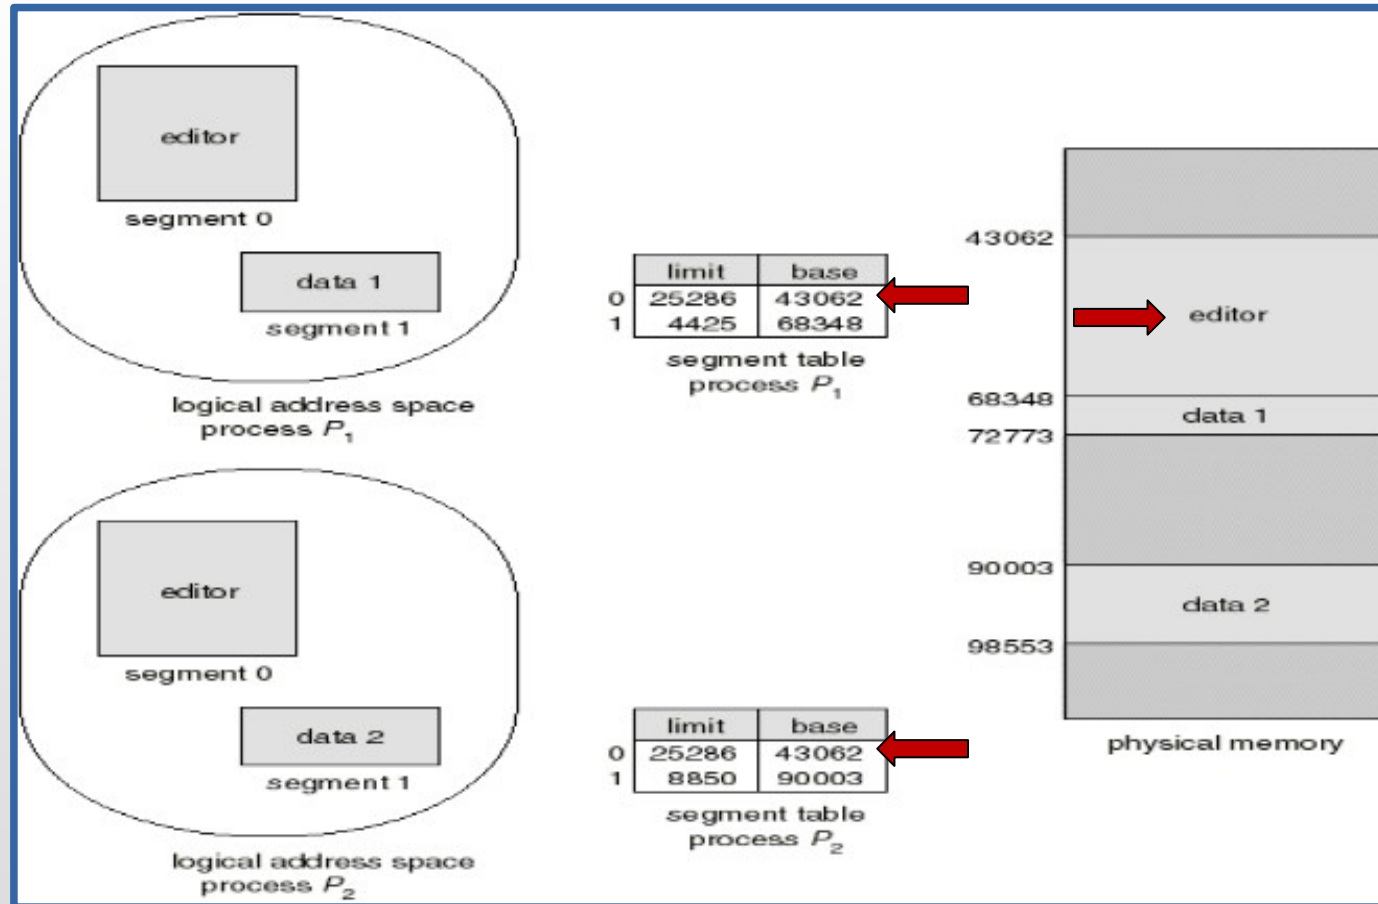 editor
segment 0
data 1
segment 1
logical address space
process P1
limit base
0 25286 43062
1 4425 68348
segment table
process P1
43062
editor
68348
data 1
72773
90003
data 2
98553
physical memory
editor
segment 0
data 2
segment 1
logical address space
process P2
limit base
0 25286 43062
1 8850 90003
segment table
process P2